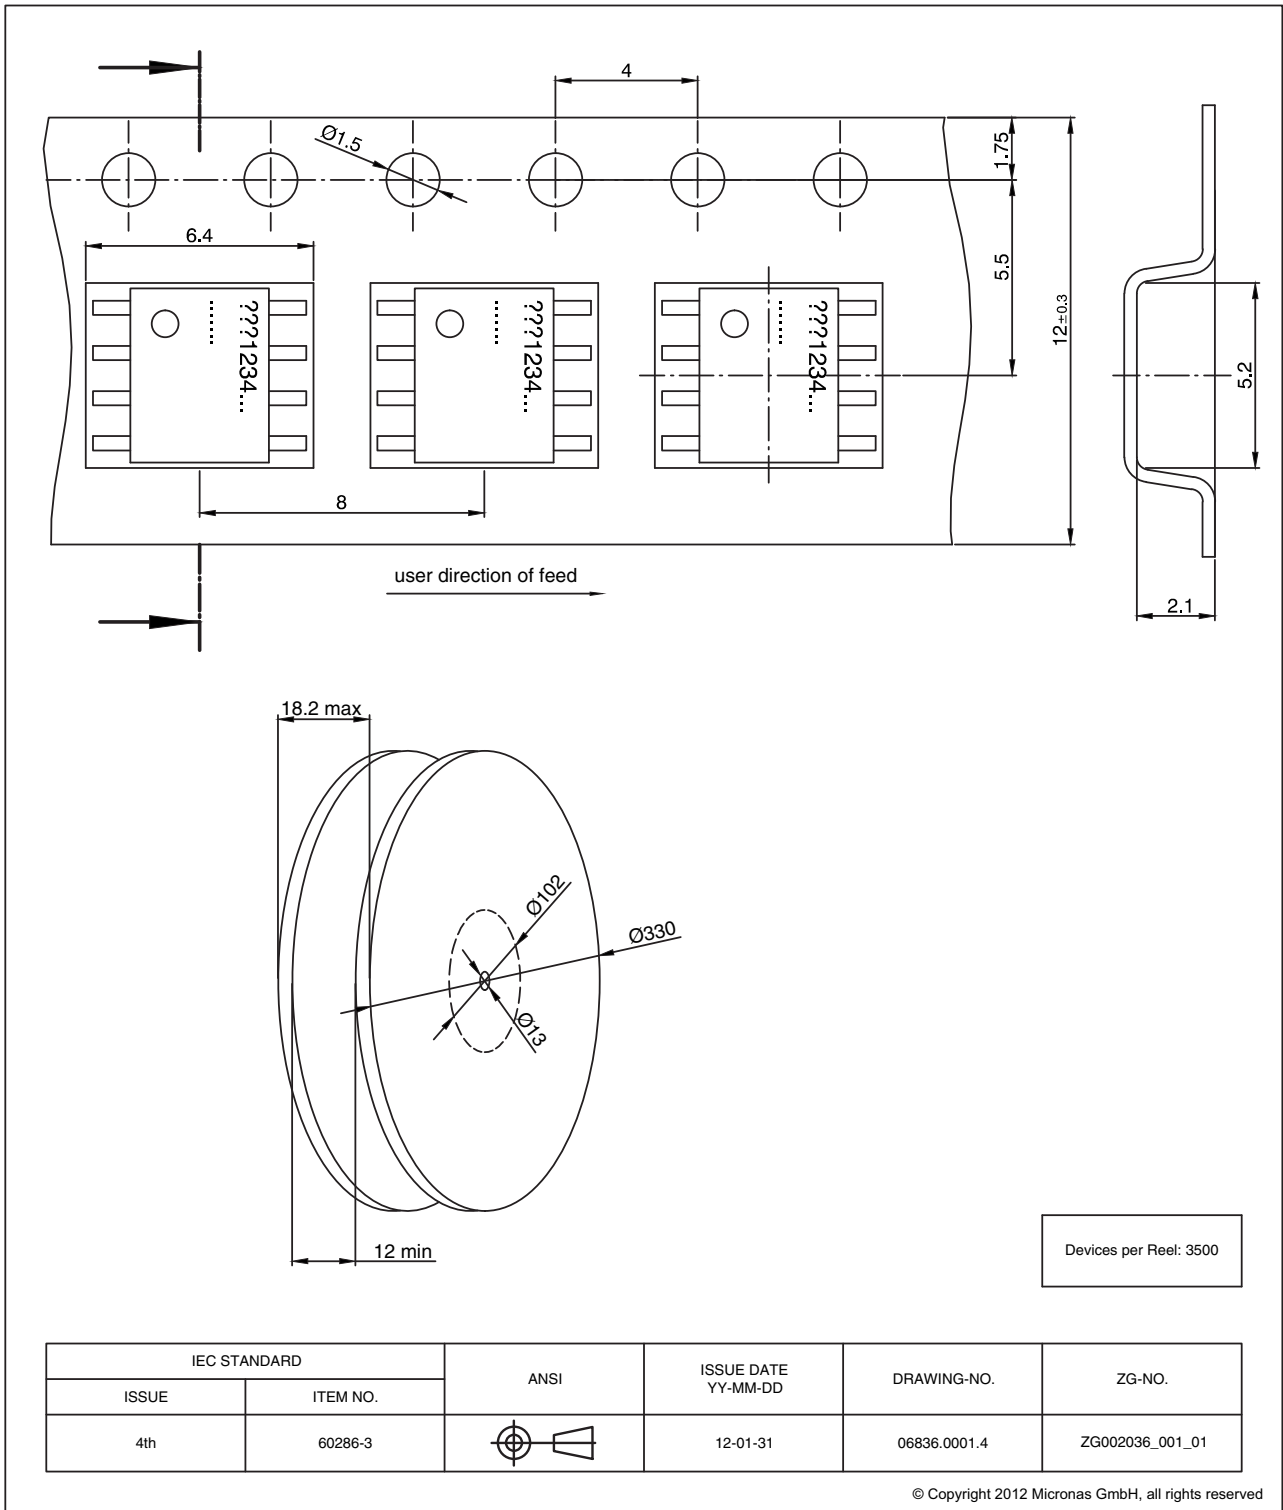 4
Ø1.5
1.75
6.4
5.5
12±0.3
???1234...
.......
???1234...
.......
???1234...
.......
5.2
8
user direction of feed
2.1
18.2 max
Ø102
Ø330
Ø13
12 min
Devices per Reel: 3500
IEC STANDARD
ISSUE
ITEM NO.
ANSI
ISSUE DATE
YY-MM-DD
DRAWING-NO.
ZG-NO.
4th
60286-3
12-01-31
06836.0001.4
ZG002036_001_01
© Copyright 2012 Micronas GmbH, all rights reserved